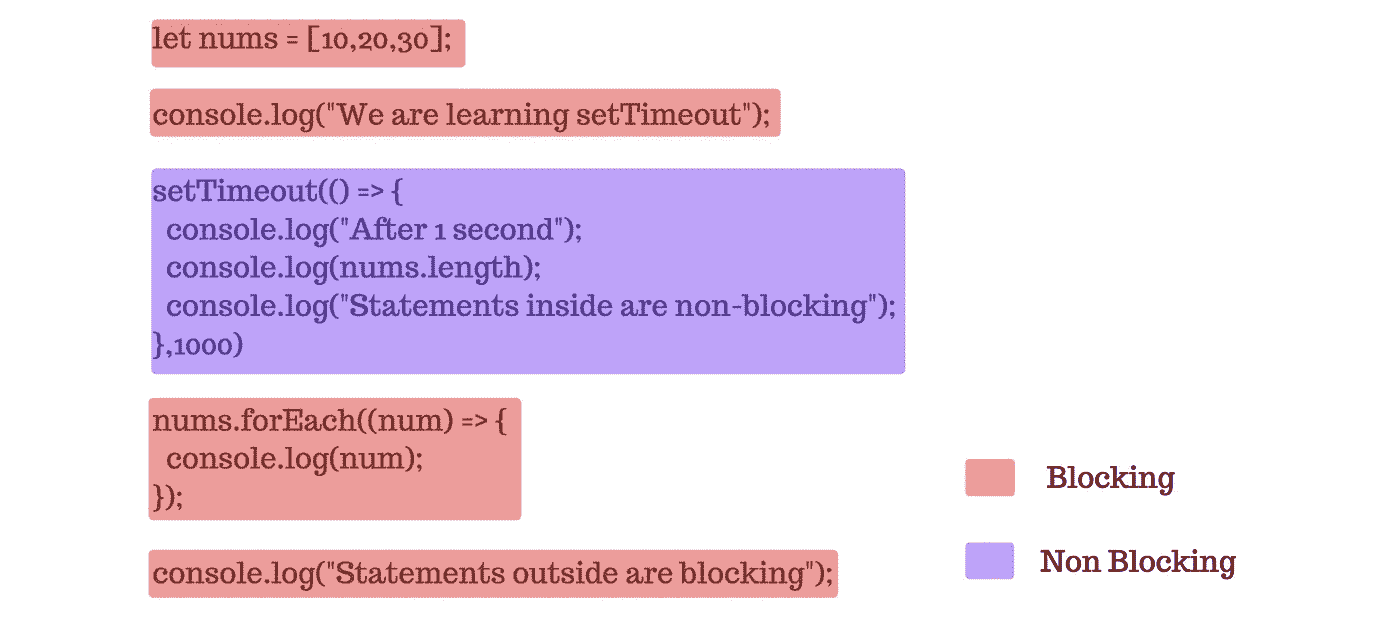 let nums = [10,20,30];
console.log("We are learning setTimeout");
setTimeout(() => {
  console.log("After 1 second");
  console.log(nums.length);
  console.log("Statements inside are non-blocking");
},1000)
nums.forEach((num) => {
  console.log(num);
});
console.log("Statements outside are blocking");
Blocking
Non Blocking